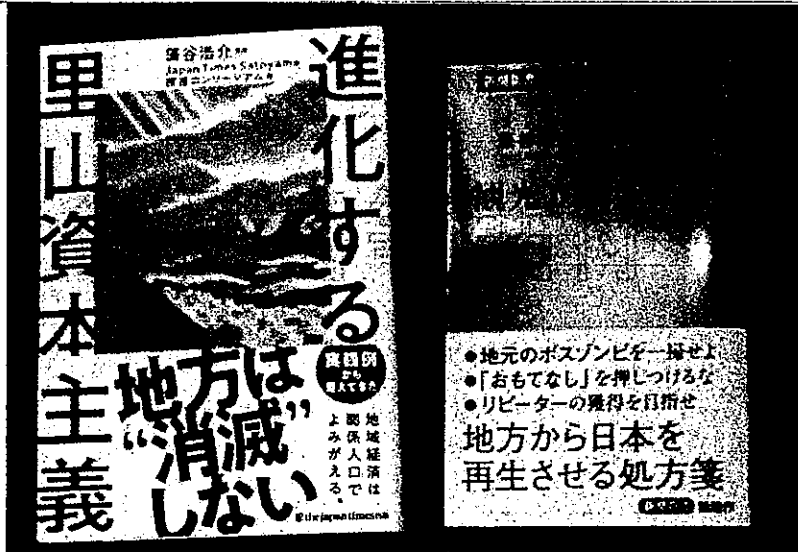 進化する
里山資本主義
藻谷浩介 監修
Japan Times Satoyama
推進コンソーシアム 編
実践例
から
見えてきた
地方は
“消滅”
しない
地域経済は
関係人口で
よみがえる。
the japan times 出版
●地元のボスゾンビを一掃せよ
●「おもてなし」を押しつけるな
●リピーターの獲得を目指せ
地方から日本を
再生させる処方箋